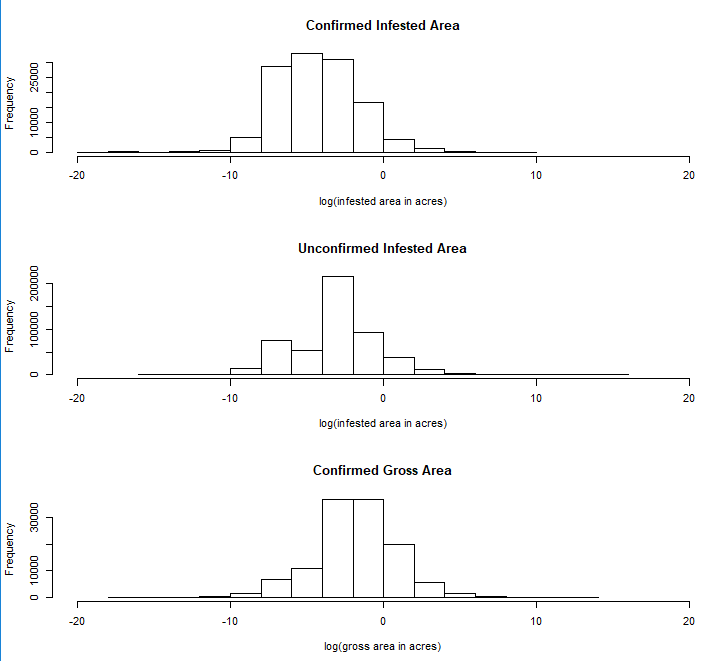 Confirmed Infested Area
Frequency
0 10000 25000
-20 -10 0 10 20
log(infested area in acres)
Unconfirmed Infested Area
Frequency
0 100000 200000
-20 -10 0 10 20
log(infested area in acres)
Confirmed Gross Area
Frequency
0 10000 30000
-20 -10 0 10 20
log(gross area in acres)